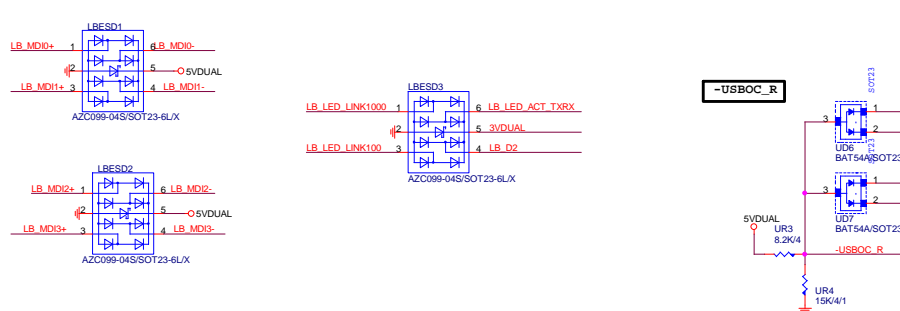 LBESD1
LB_MDI0+ 1 6 LB_MDI0-
2 5 5VDUAL
LB_MDI1+ 3 4 LB_MDI1-
AZC099-04S/SOT23-6L/X
LBESD2
LB_MDI2+ 1 6 LB_MDI2-
2 5 5VDUAL
LB_MDI3+ 3 4 LB_MDI3-
AZC099-04S/SOT23-6L/X
LBESD3
LB_LED_LINK1000 1 6 LB_LED_ACT_TXRX
2 5 3VDUAL
LB_LED_LINK100 3 4 LB_D2
AZC099-04S/SOT23-6L/X
-USBOC_R
SOT23
3 1
2
UD6
BAT54A/SOT23
SOT23
3 1
2
UD7
BAT54A/SOT23
5VDUAL
UR3
8.2K/4
-USBOC_R
UR4
15K/4/1